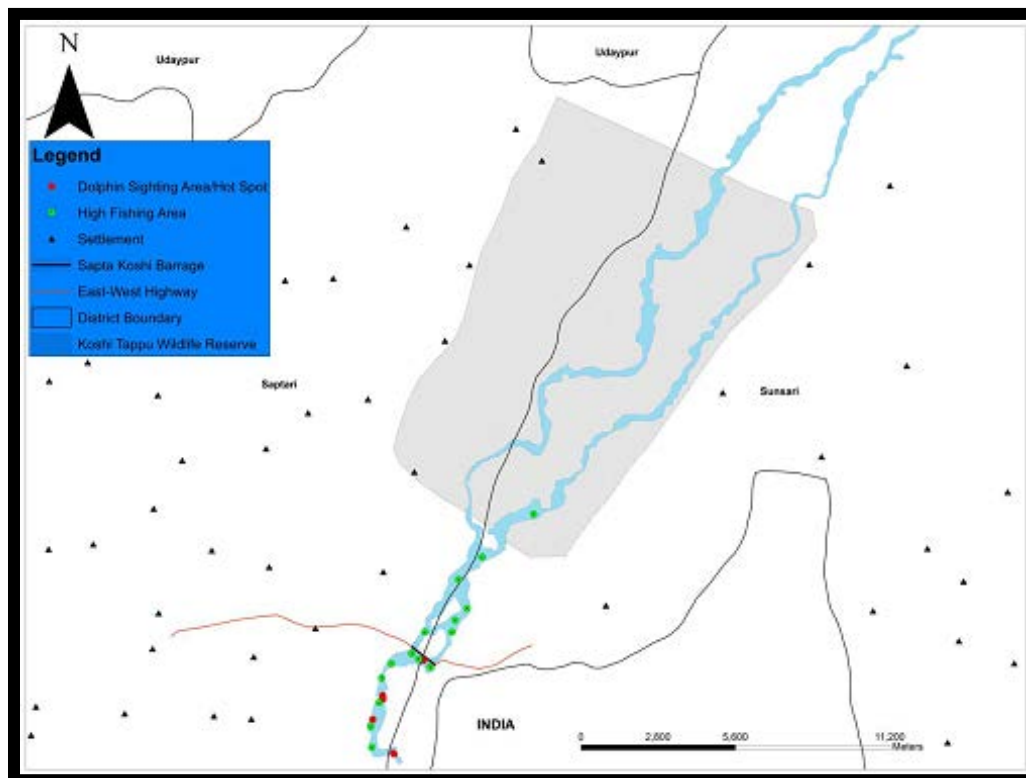 N
Udaypur
Udaypur
Legend
Dolphin Sighting Area/Hot Spot
High Fishing Area
Settlement
Sapta Koshi Barrage
East-West Highway
District Boundary
Koshi Tappu Wildlife Reserve
Saptari
Sunsari
INDIA
0 2,800 5,600 11,200
Meters